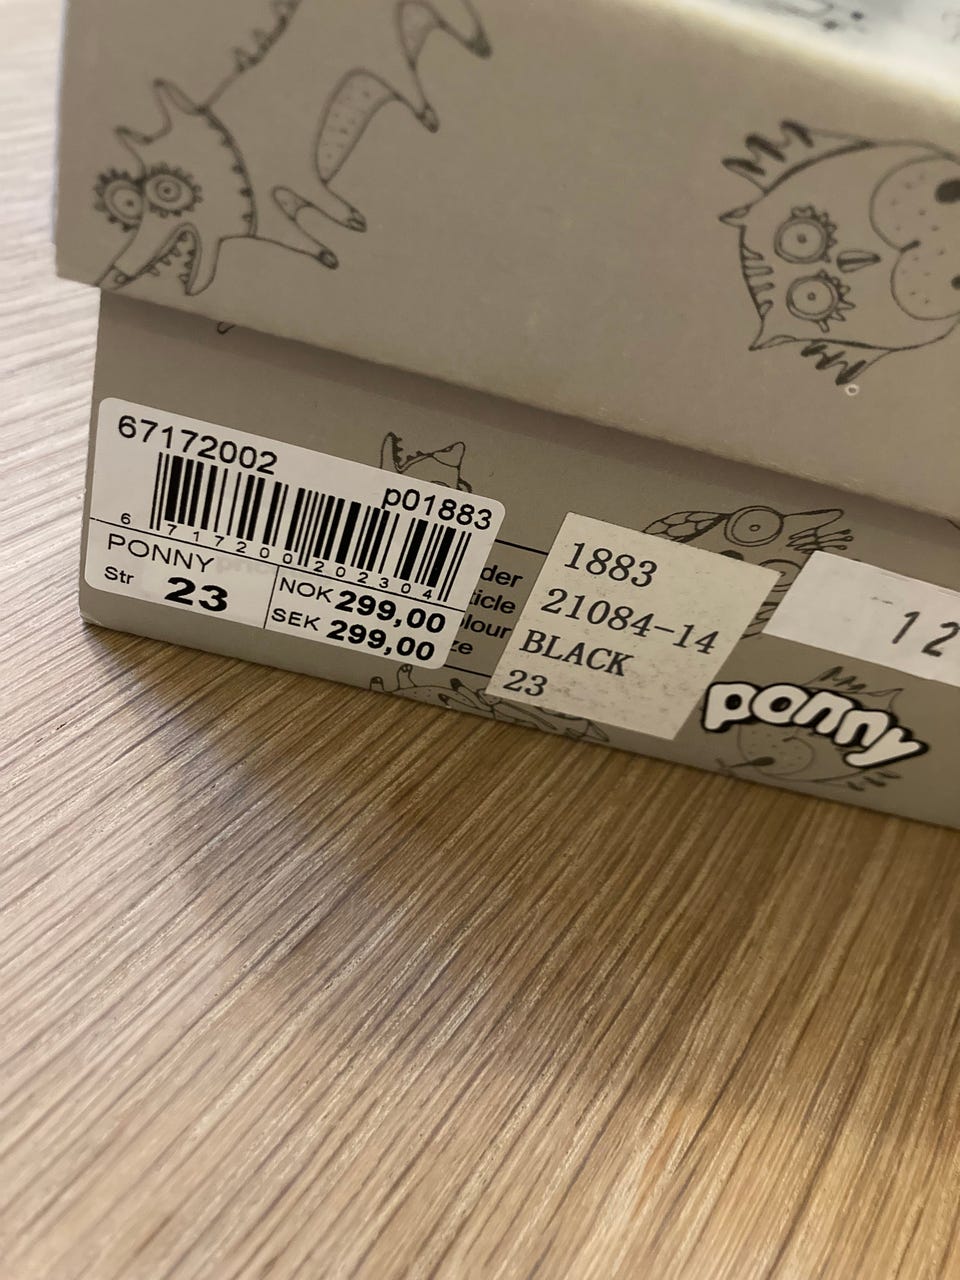 67172002
p01883
6 717200 202304
PONNY
Str 23
NOK 299,00
SEK 299,00
1883
21084-14
BLACK
23
12
ponny